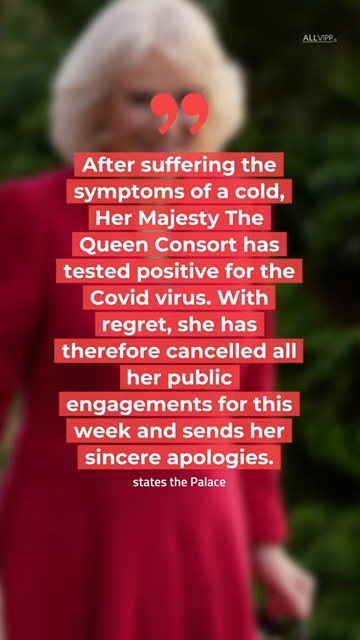 ALLVIPP
”
After suffering the
symptoms of a cold,
Her Majesty The
Queen Consort has
tested positive for the
Covid virus. With
regret, she has
therefore cancelled all
her public
engagements for this
week and sends her
sincere apologies.
states the Palace